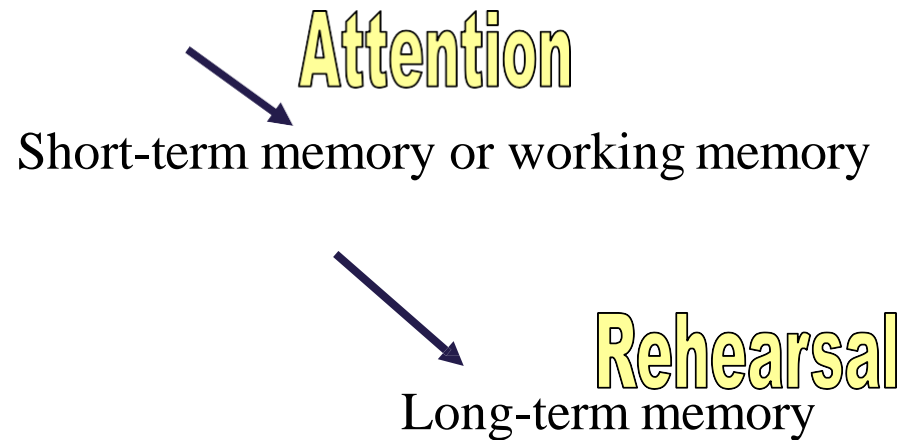 Attention
Short-term memory or working memory
Rehearsal
Long-term memory